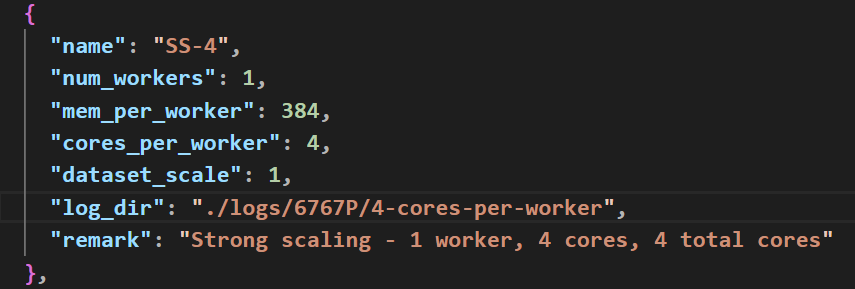 {
"name": "SS-4",
"num_workers": 1,
"mem_per_worker": 384,
"cores_per_worker": 4,
"dataset_scale": 1,
"log_dir": "./logs/6767P/4-cores-per-worker",
"remark": "Strong scaling - 1 worker, 4 cores, 4 total cores"
},